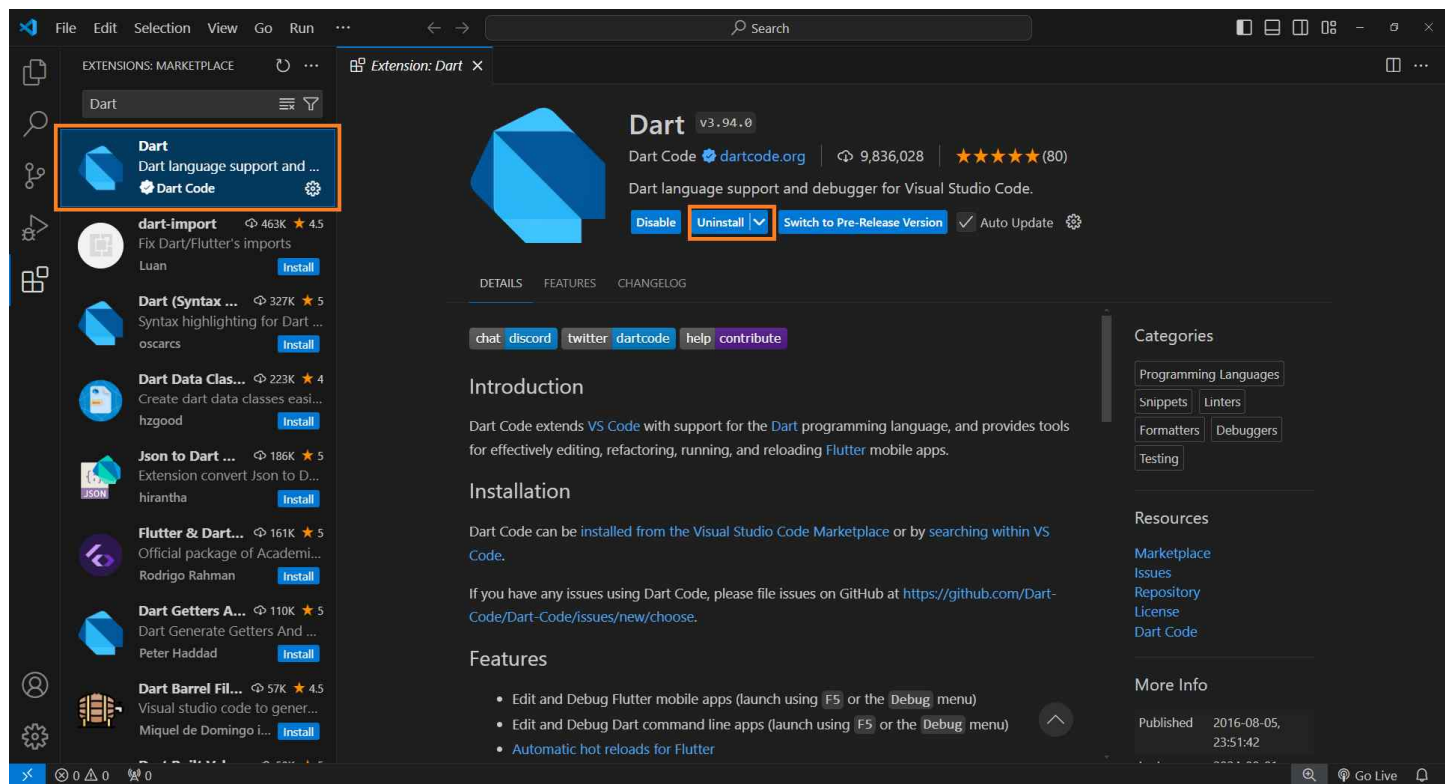 File Edit Selection View Go Run ···
Search
EXTENSIONS: MARKETPLACE
Dart
Dart
Dart language support and ...
Dart Code
dart-import 463K ★ 4.5
Fix Dart/Flutter's imports
Luan Install
Dart (Syntax ... 327K ★ 5
Syntax highlighting for Dart ...
oscarcs Install
Dart Data Clas... 223K ★ 4
Create dart data classes easi...
hzgood Install
Json to Dart ... 186K ★ 5
Extension convert Json to D...
hirantha Install
JSON
Flutter & Dart... 161K ★ 5
Official package of Academi...
Rodrigo Rahman Install
Dart Getters A... 110K ★ 5
Dart Generate Getters And ...
Peter Haddad Install
Dart Barrel Fil... 57K ★ 4.5
Visual studio code to gener...
Miquel de Domingo i... Install
Extension: Dart
Dart v3.94.0
Dart Code dartcode.org 9,836,028 ★★★★★(80)
Dart language support and debugger for Visual Studio Code.
Disable Uninstall Switch to Pre-Release Version Auto Update
DETAILS FEATURES CHANGELOG
chat discord twitter dartcode help contribute
Introduction
Dart Code extends VS Code with support for the Dart programming language, and provides tools
for effectively editing, refactoring, running, and reloading Flutter mobile apps.
Installation
Dart Code can be installed from the Visual Studio Code Marketplace or by searching within VS
Code.
If you have any issues using Dart Code, please file issues on GitHub at https://github.com/Dart-
Code/Dart-Code/issues/new/choose.
Features
• Edit and Debug Flutter mobile apps (launch using F5 or the Debug menu)
• Edit and Debug Dart command line apps (launch using F5 or the Debug menu)
• Automatic hot reloads for Flutter
Categories
Programming Languages
Snippets Linters
Formatters Debuggers
Testing
Resources
Marketplace
Issues
Repository
License
Dart Code
More Info
Published 2016-08-05,
23:51:42
0 0 0 Go Live